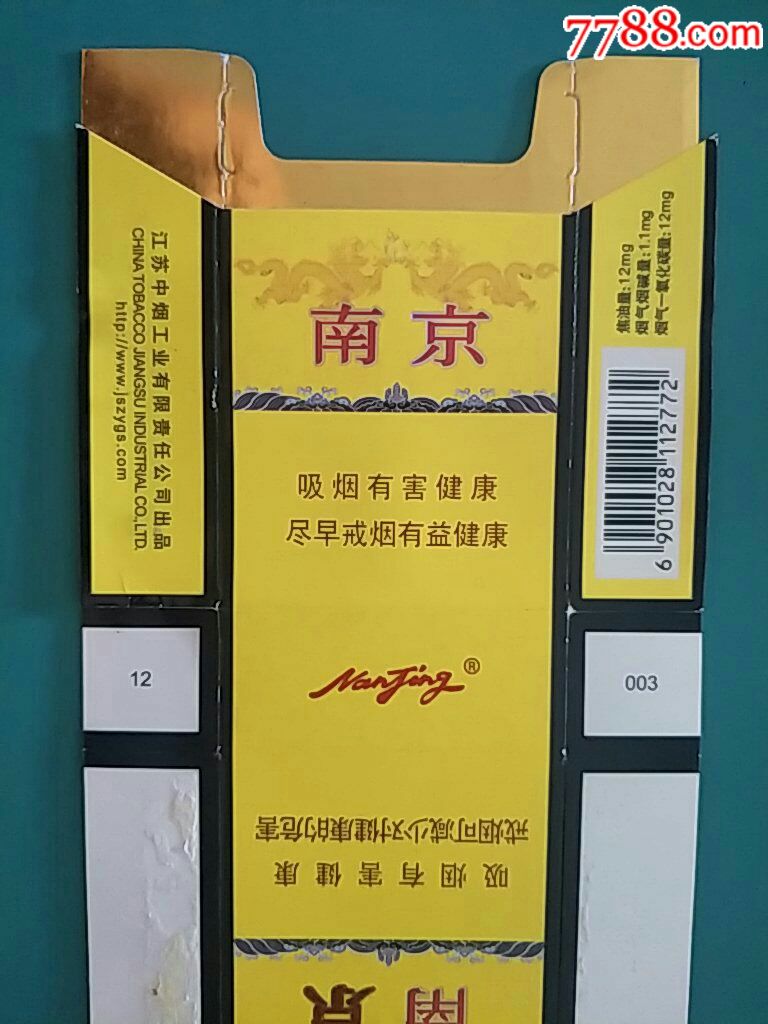 7788.com
江苏中烟工业有限责任公司出品
CHINA TOBACCO JIANGSU INDUSTRIAL CO., LTD.
http://www.jszygs.com
南京
吸烟有害健康
尽早戒烟有益健康
NanJing®
焦油量:12mg
烟气烟碱量:1.1mg
烟气一氧化碳量:12mg
6901028112772
12
003
戒烟可减少对健康的危害
吸烟有害健康
南京